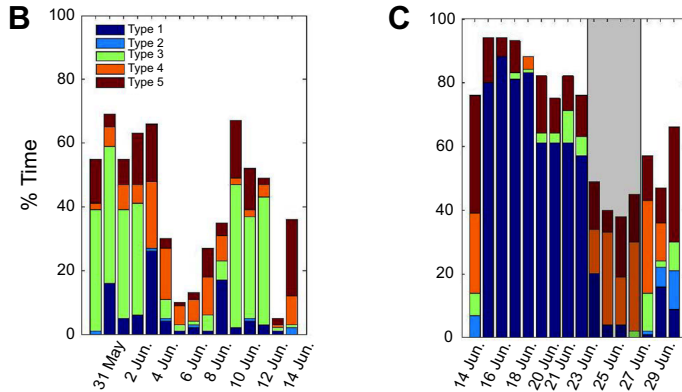 B
C
100
80
60
40
20
0
% Time
Type 1
Type 2
Type 3
Type 4
Type 5
31 May
2 Jun.
4 Jun.
6 Jun.
8 Jun.
10 Jun.
12 Jun.
14 Jun.
100
80
60
40
20
0
14 Jun.
16 Jun.
18 Jun.
20 Jun.
21 Jun.
23 Jun.
25 Jun.
27 Jun.
29 Jun.